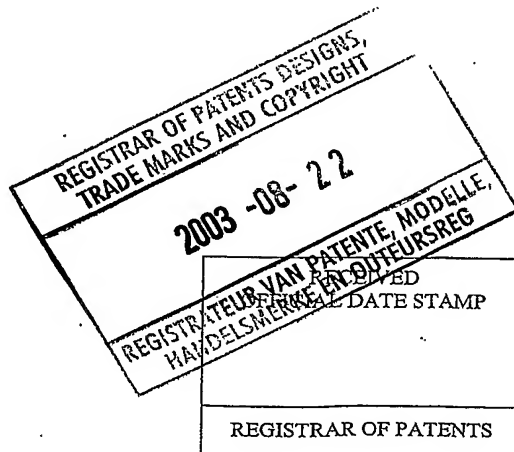 REGISTRAR OF PATENTS DESIGNS,
TRADE MARKS AND COPYRIGHT
2003 -08- 22
REGISTRATEUR VAN PATENTE, MODELLE,
HANDELSMERKE EN OUTEURSREG
RECEIVED
OFFICIAL DATE STAMP
REGISTRAR OF PATENTS